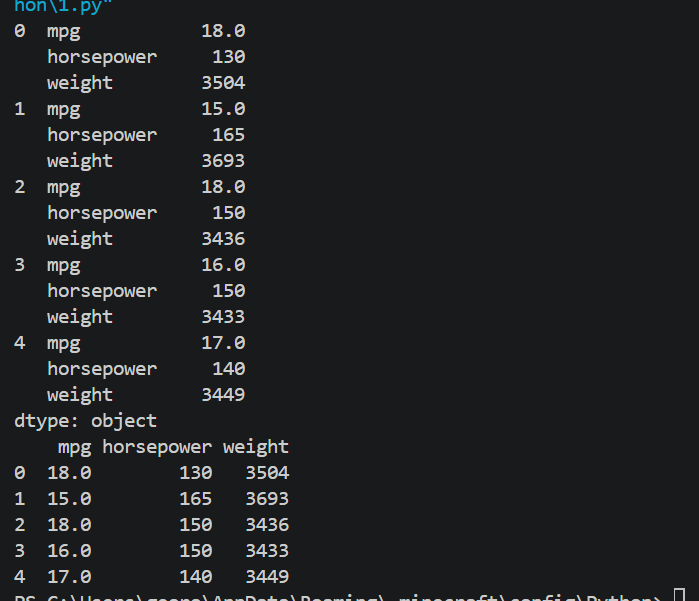 hon\1.py"
0  mpg           18.0
   horsepower     130
   weight        3504
1  mpg           15.0
   horsepower     165
   weight        3693
2  mpg           18.0
   horsepower     150
   weight        3436
3  mpg           16.0
   horsepower     150
   weight        3433
4  mpg           17.0
   horsepower     140
   weight        3449
dtype: object
    mpg horsepower weight
0  18.0        130   3504
1  15.0        165   3693
2  18.0        150   3436
3  16.0        150   3433
4  17.0        140   3449
PS C:\Users\georg\AppData\Roaming\.minecraft\config\Python>